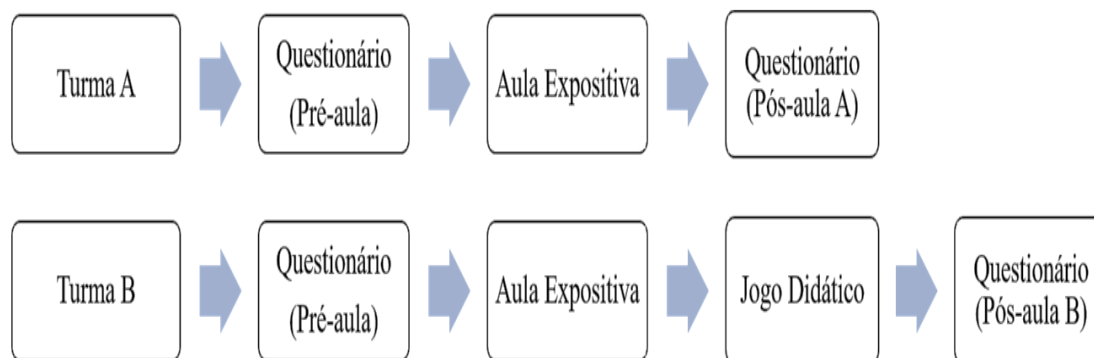 Turma A
Questionário
(Pré-aula)
Aula Expositiva
Questionário
(Pós-aula A)
Turma B
Questionário
(Pré-aula)
Aula Expositiva
Jogo Didático
Questionário
(Pós-aula B)